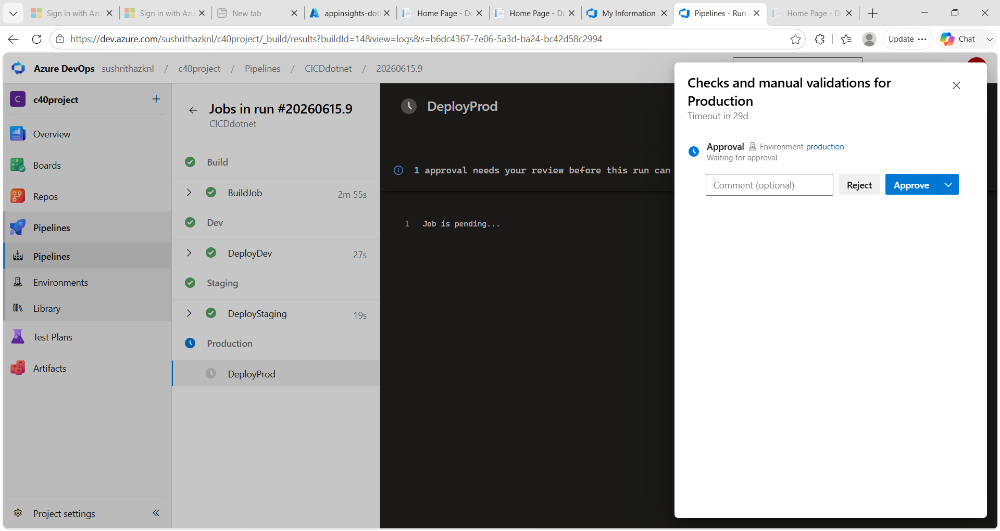 Sign in with Azu
Sign in with Azu
New tab
appinsights-dot
Home Page - Do
Home Page - Do
My Information
Pipelines - Run 2
Home Page - Do
https://dev.azure.com/sushrithazknl/c40project/_build/results?buildId=14&view=logs&s=b6dc4367-7e06-5a3d-ba24-bc42d58c2994
Update
Chat
Azure DevOps sushrithazknl / c40project / Pipelines / CICDdotnet / 20260615.9
C c40project
Overview
Boards
Repos
Pipelines
Pipelines
Environments
Library
Test Plans
Artifacts
Project settings
Jobs in run #20260615.9
CICDdotnet
Build
BuildJob 2m 55s
Dev
DeployDev 27s
Staging
DeployStaging 19s
Production
DeployProd
DeployProd
1 approval needs your review before this run can
1 Job is pending...
Checks and manual validations for
Production
Timeout in 29d
Approval Environment production
Waiting for approval
Comment (optional) Reject Approve